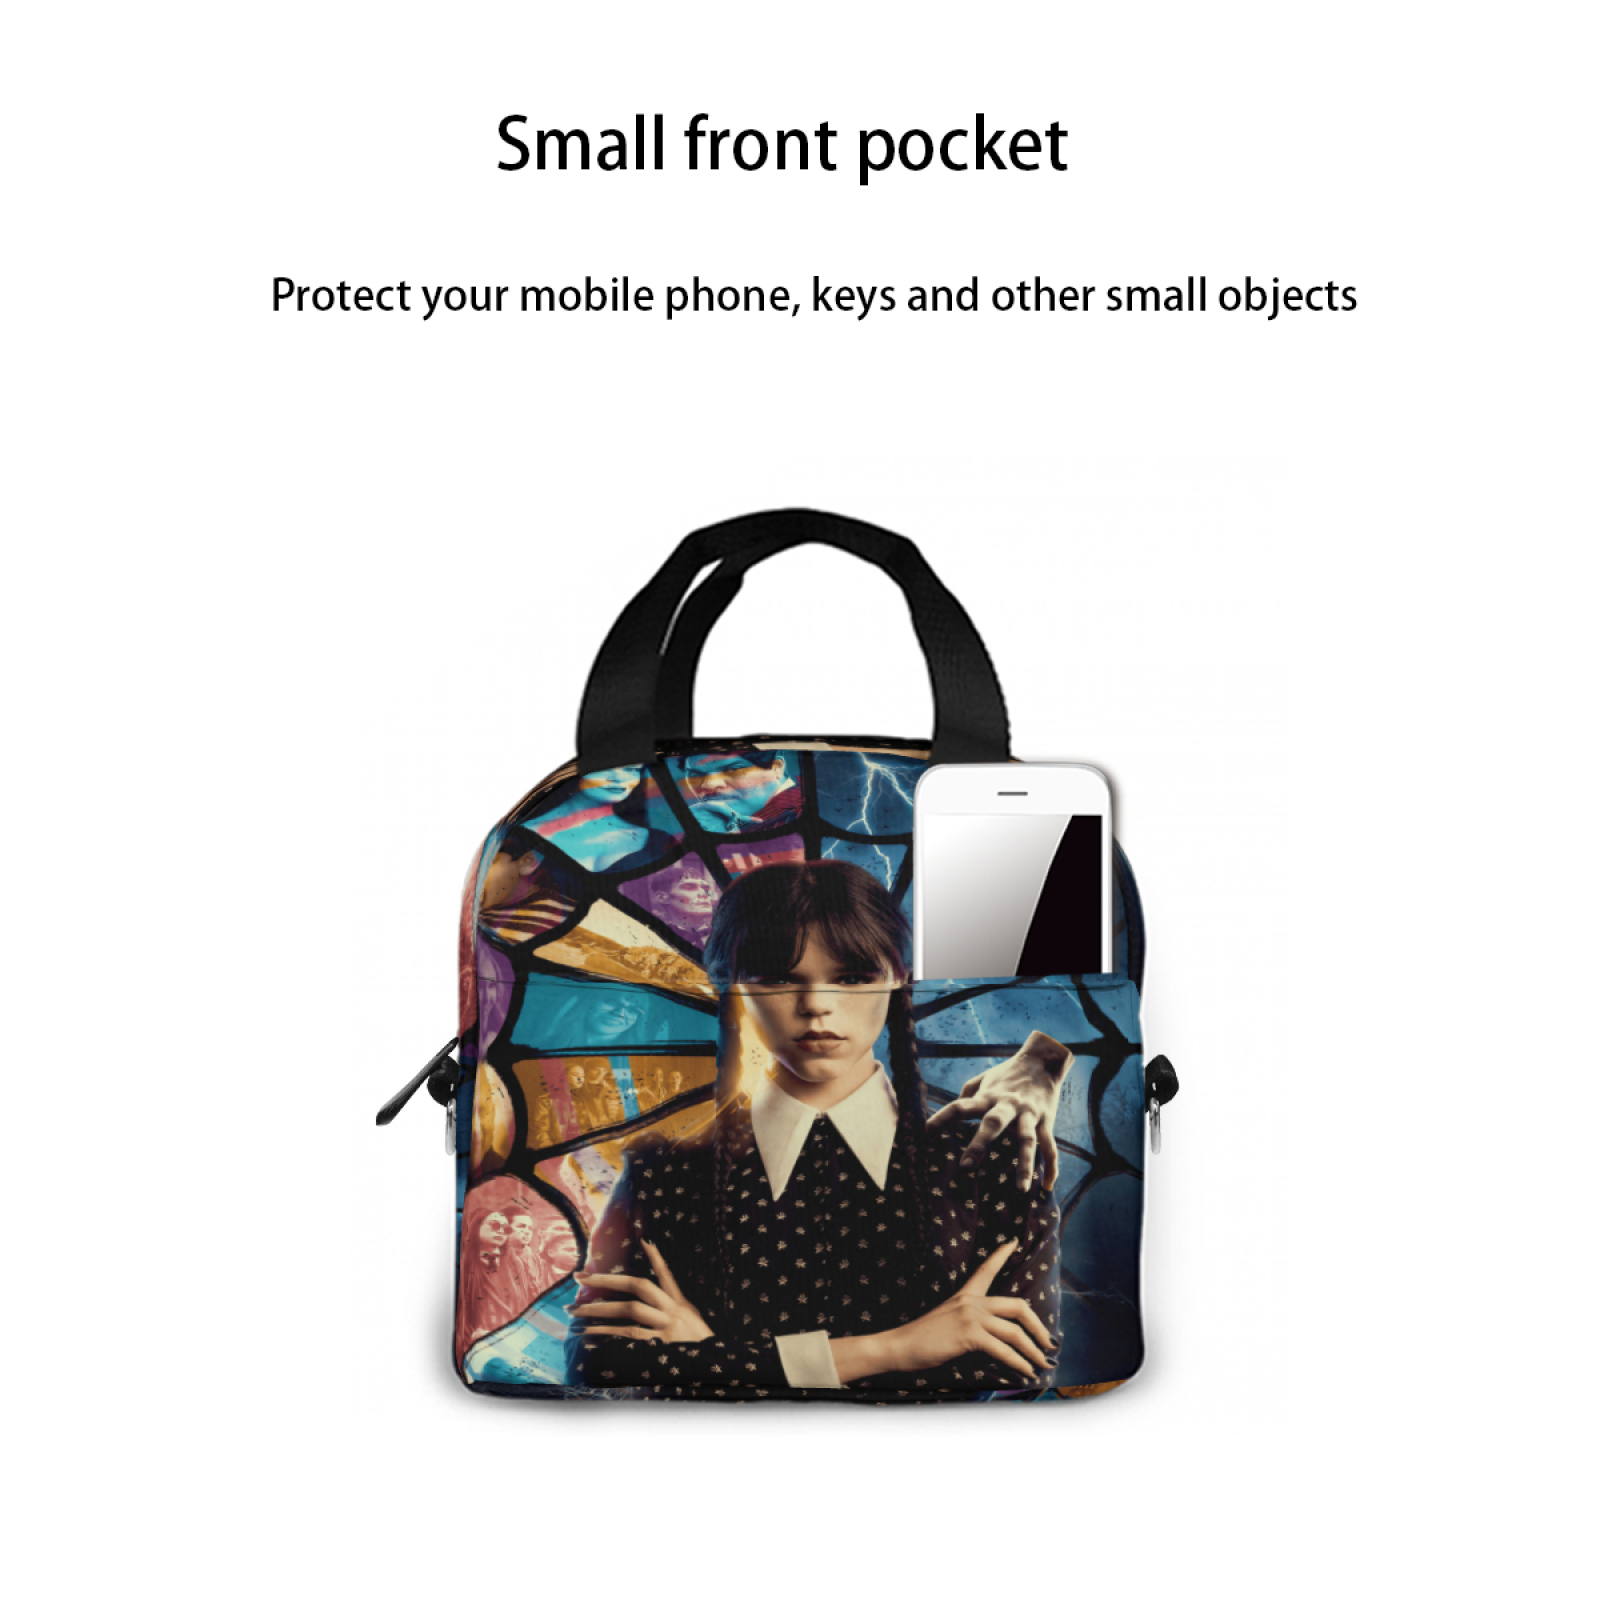 Small front pocket
Protect your mobile phone, keys and other small objects